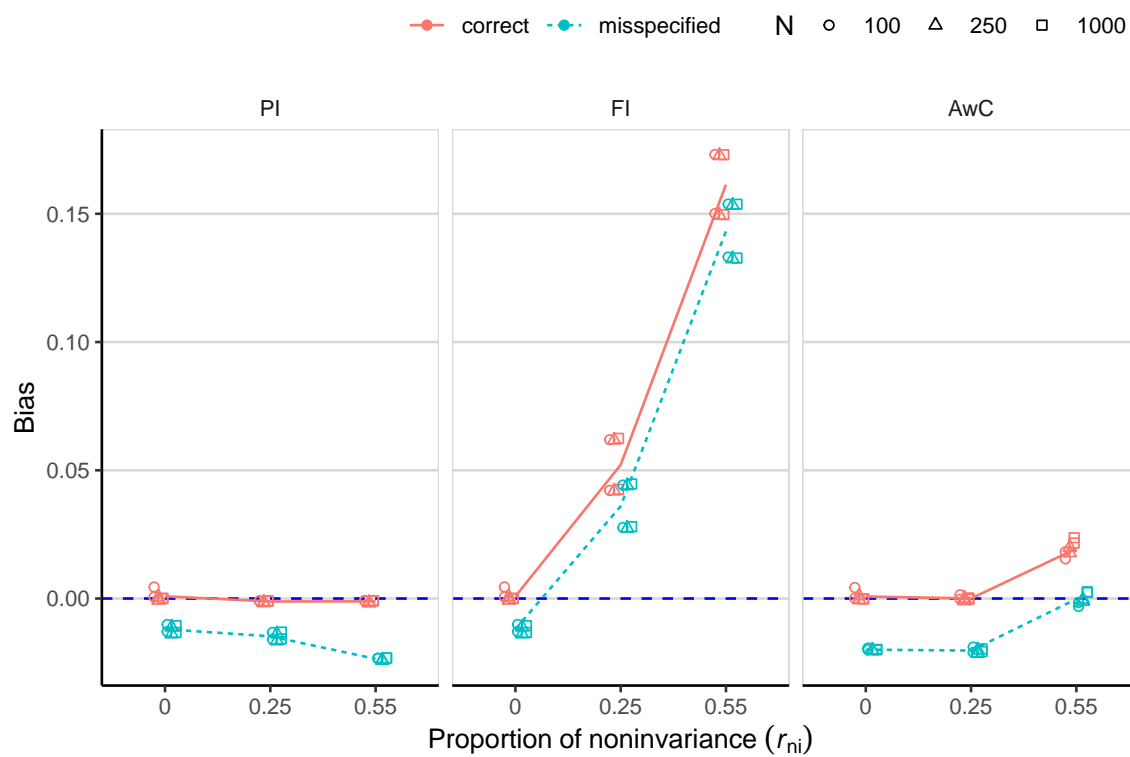 correct misspecified N 100 250 1000
PI FI AwC
0.15
0.10
0.05
0.00
Bias
0 0.25 0.55 0 0.25 0.55 0 0.25 0.55
Proportion of noninvariance (rni)